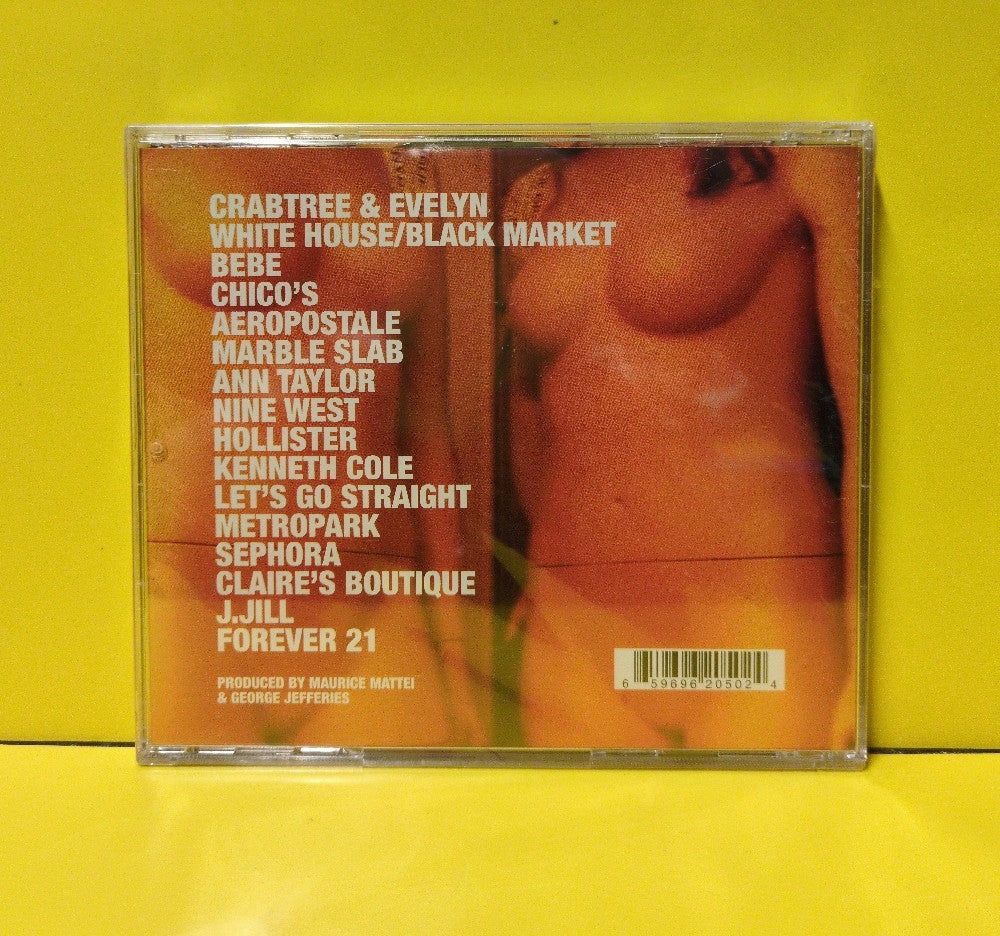 CRABTREE & EVELYN
WHITE HOUSE/BLACK MARKET
BEBE
CHICO'S
AEROPOSTALE
MARBLE SLAB
ANN TAYLOR
NINE WEST
HOLLISTER
KENNETH COLE
LET'S GO STRAIGHT
METROPARK
SEPHORA
CLAIRE'S BOUTIQUE
J.JILL
FOREVER 21
PRODUCED BY MAURICE MATTEI
& GEORGE JEFFERIES
6 59696 20502 4